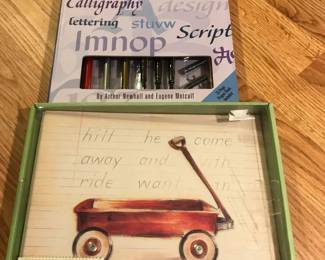 Calligraphy design
lettering stuvw
Script
lmnop
By Arthur Newhall and Eugene Metcalf
hill he come
away and
ride want